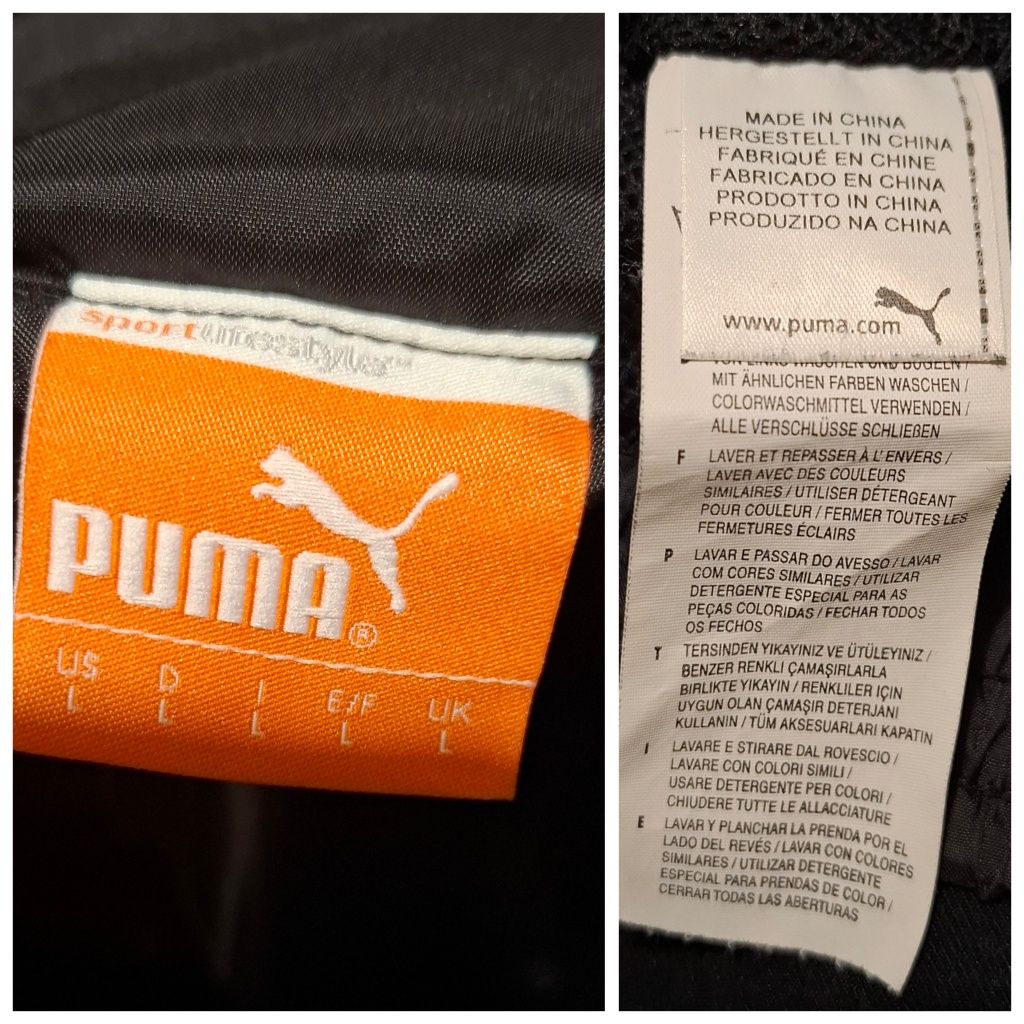 sportlifestyle
PUMA®
US D I E/F UK
L L L L L
MADE IN CHINA
HERGESTELLT IN CHINA
FABRIQUÉ EN CHINE
FABRICADO EN CHINA
PRODOTTO IN CHINA
PRODUZIDO NA CHINA
www.puma.com
VON LINKS WASCHEN UND BÜGELN /
MIT ÄHNLICHEN FARBEN WASCHEN /
COLORWASCHMITTEL VERWENDEN /
ALLE VERSCHLÜSSE SCHLIEßEN
F LAVER ET REPASSER À L'ENVERS /
LAVER AVEC DES COULEURS
SIMILAIRES / UTILISER DÉTERGEANT
POUR COULEUR / FERMER TOUTES LES
FERMETURES ÉCLAIRS
P LAVAR E PASSAR DO AVESSO / LAVAR
COM CORES SIMILARES / UTILIZAR
DETERGENTE ESPECIAL PARA AS
PEÇAS COLORIDAS / FECHAR TODOS
OS FECHOS
T TERSINDEN YIKAYINIZ VE ÜTÜLEYINIZ /
BENZER RENKLI ÇAMAŞIRLARLA
BIRLIKTE YIKAYIN / RENKLILER IÇIN
UYGUN OLAN ÇAMAŞIR DETERJANI
KULLANIN / TÜM AKSESUARLARI KAPATIN
I LAVARE E STIRARE DAL ROVESCIO /
LAVARE CON COLORI SIMILI /
USARE DETERGENTE PER COLORI /
CHIUDERE TUTTE LE ALLACCIATURE
E LAVAR Y PLANCHAR LA PRENDA POR EL
LADO DEL REVÉS / LAVAR CON COLORES
SIMILARES / UTILIZAR DETERGENTE
ESPECIAL PARA PRENDAS DE COLOR /
CERRAR TODAS LAS ABERTURAS